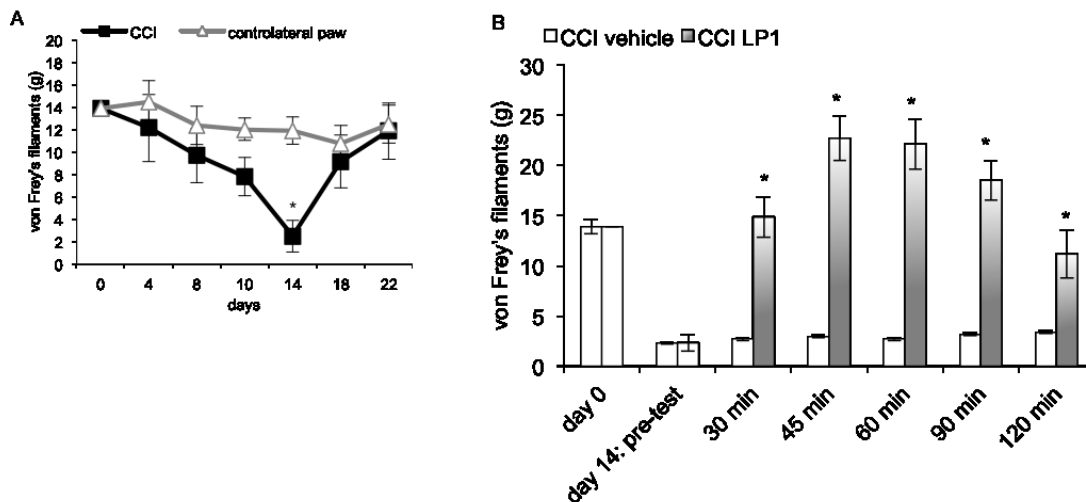 A
CCI controlateral paw
von Frey's filaments (g)
20
18
16
14
12
10
8
6
4
2
0
*
0 4 8 10 14 18 22
days
B
CCI vehicle CCI LP1
von Frey's filaments (g)
30
25
20
15
10
5
0
* * * * *
day 0
day 14: pre-test
30 min
45 min
60 min
90 min
120 min